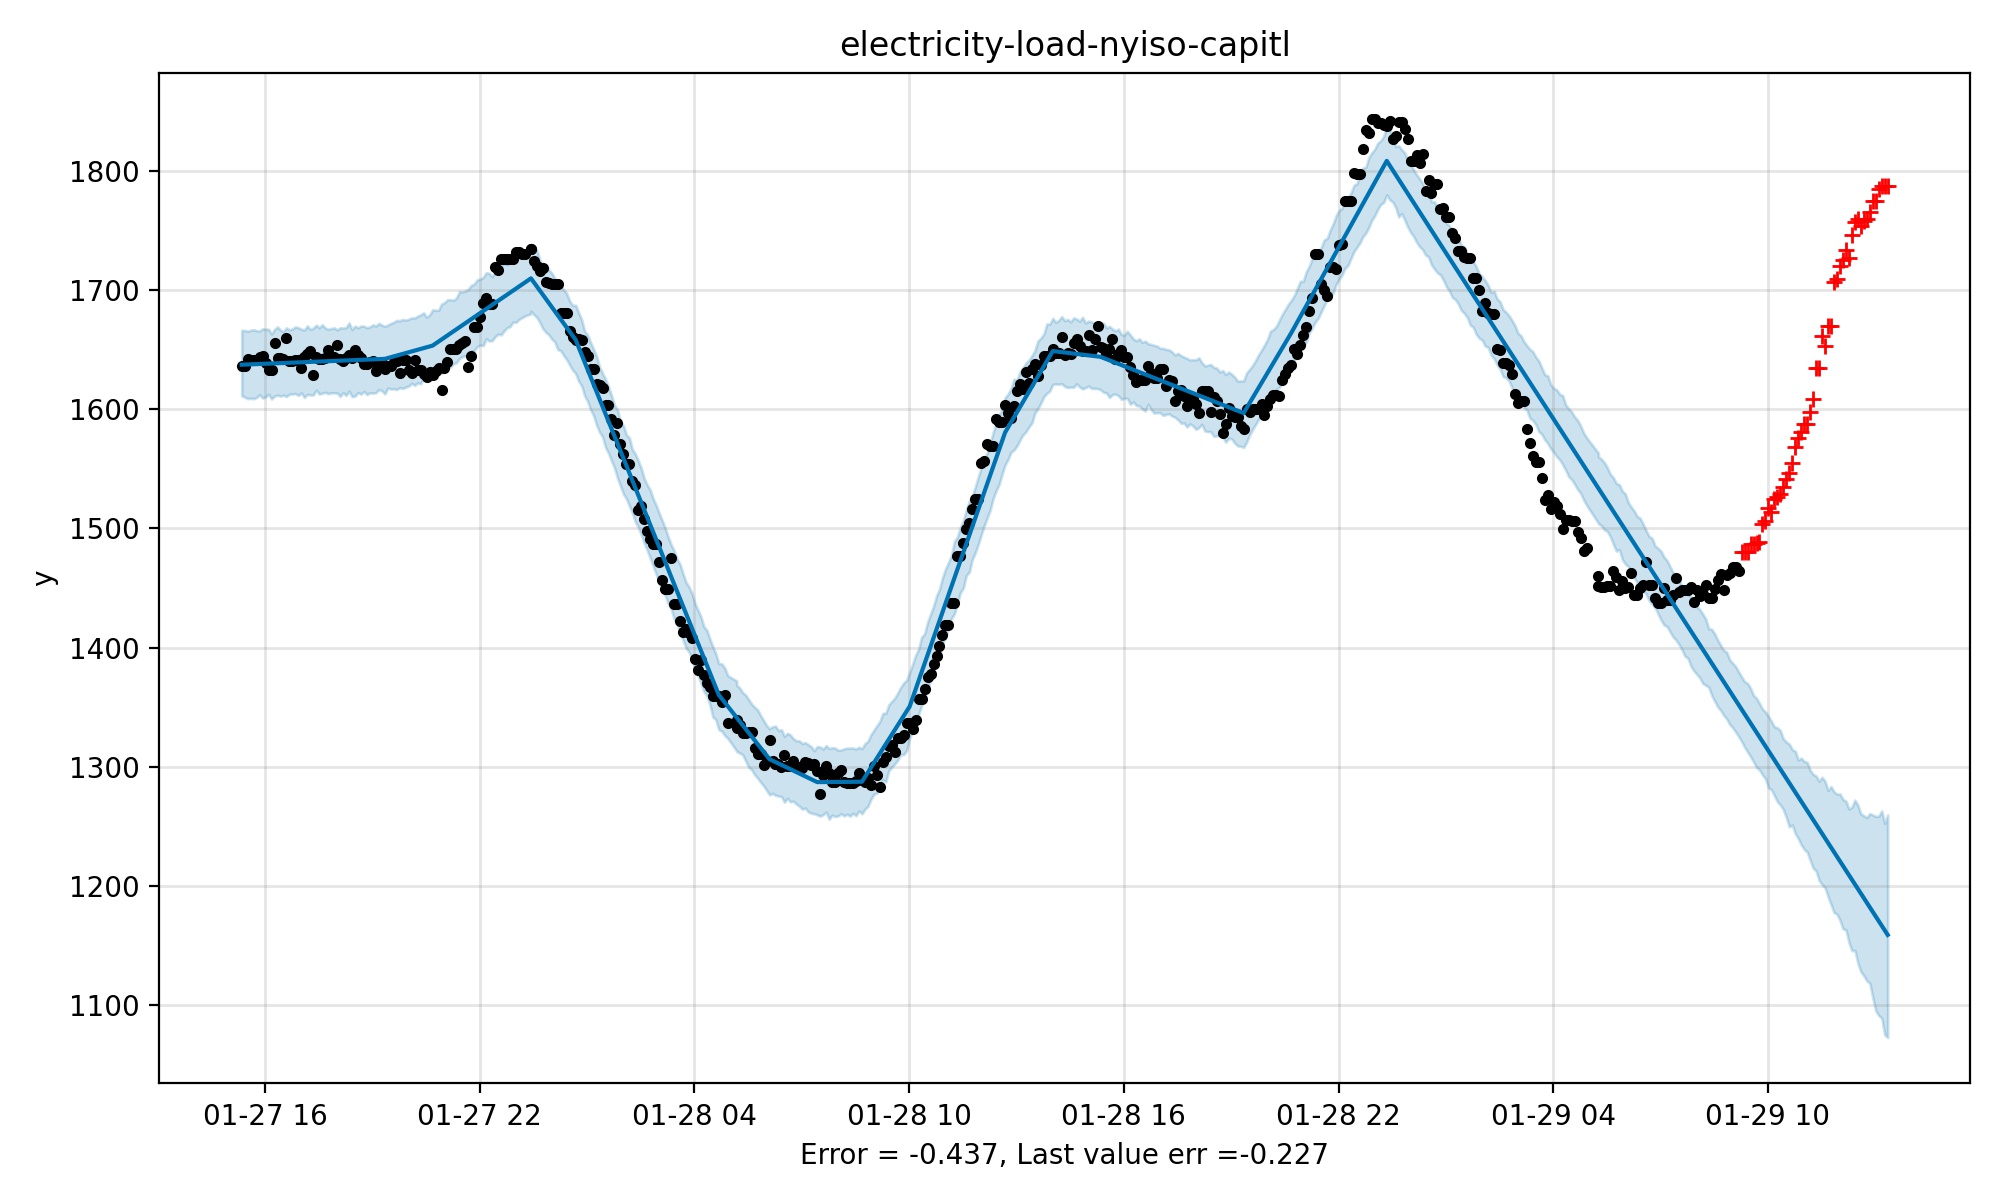 electricity-load-nyiso-capitl
1800
1700
1600
1500
1400
1300
1200
1100
y
01-27 16 01-27 22 01-28 04 01-28 10 01-28 16 01-28 22 01-29 04 01-29 10
Error = -0.437, Last value err =-0.227